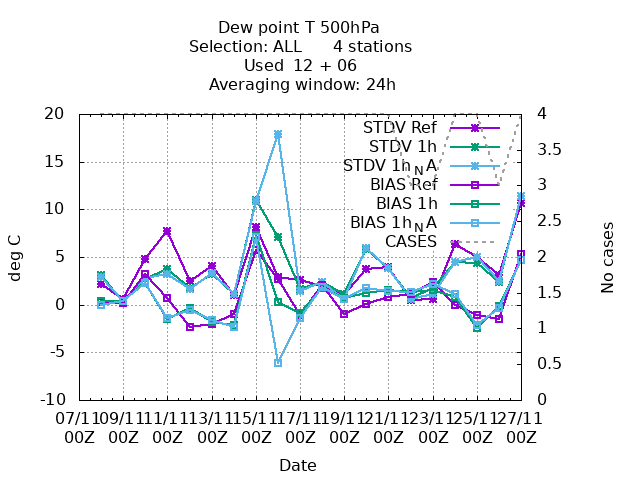 Dew point T 500hPa
Selection: ALL 4 stations
Used 12 + 06
Averaging window: 24h
20
15
10
5
0
-5
-10
deg C
4
3.5
3
2.5
2
1.5
1
0.5
0
No cases
STDV Ref
STDV 1h
STDV 1h_NA
BIAS Ref
BIAS 1h
BIAS 1h_NA
CASES
07/11 09/11 11/11 13/11 15/11 17/11 19/11 21/11 23/11 25/11 27/11
00Z 00Z 00Z 00Z 00Z 00Z 00Z 00Z 00Z 00Z 00Z
Date